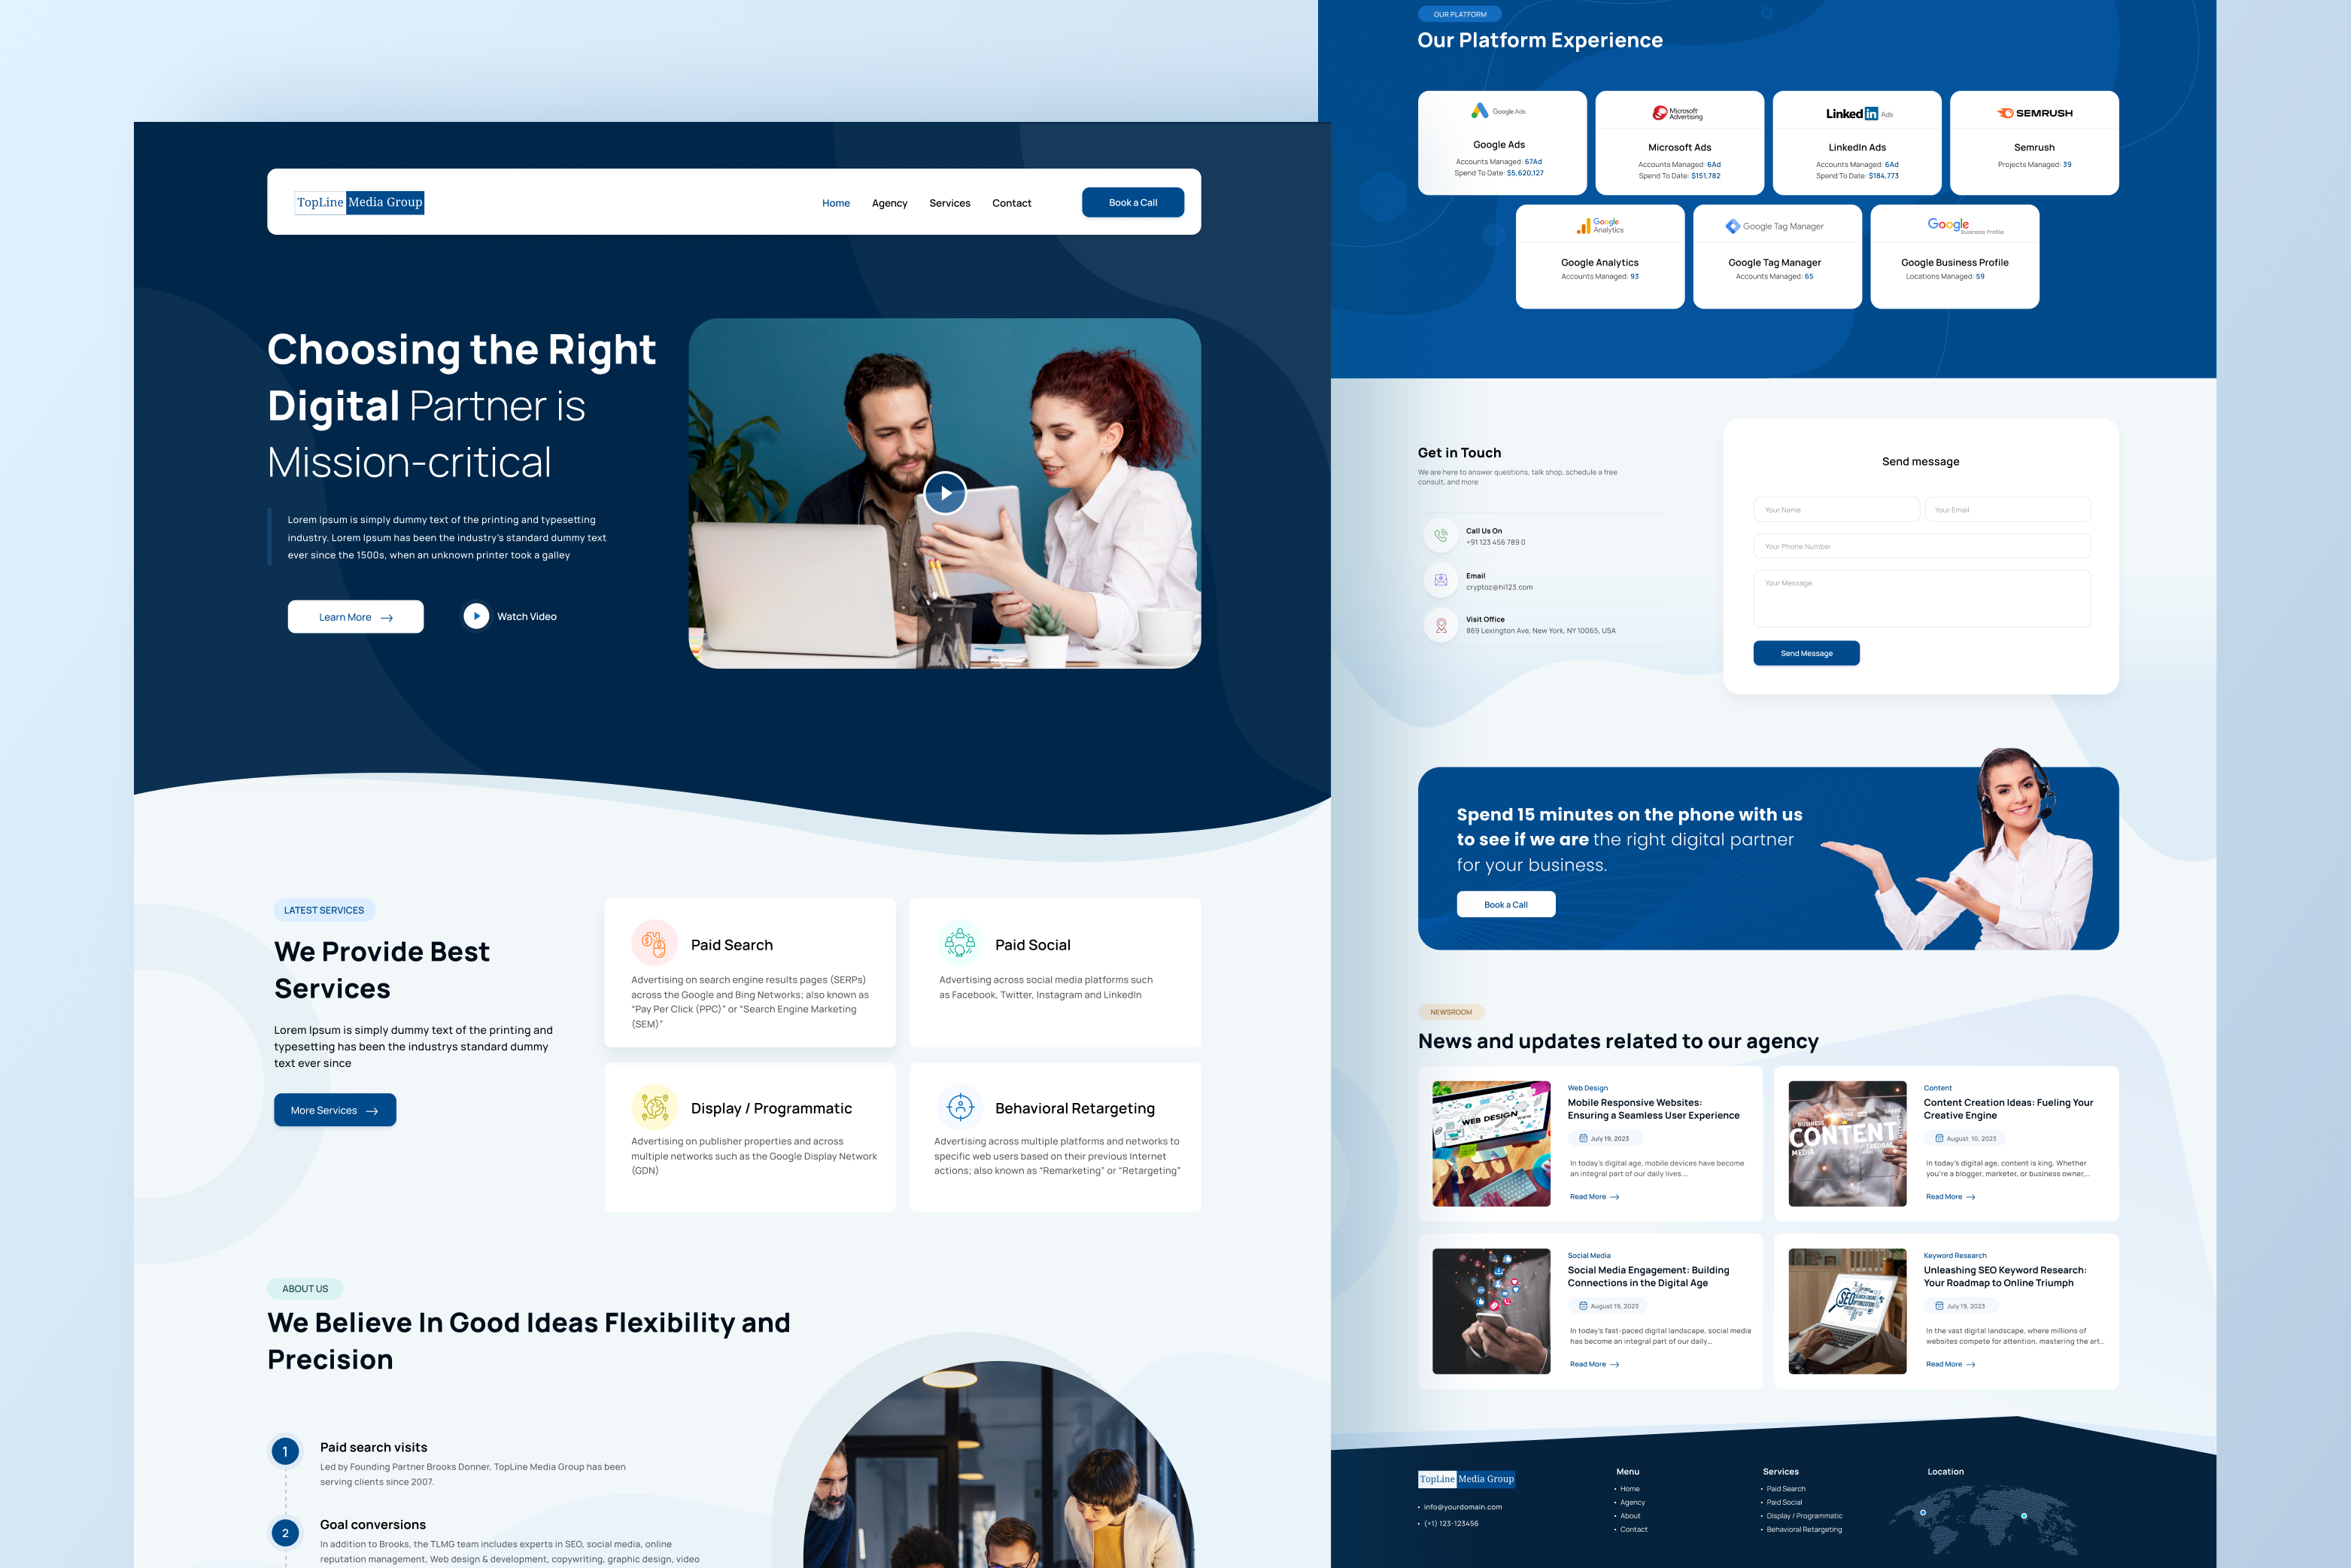 TopLine Media Group
Home
Agency
Services
Contact
Book a Call
Choosing the Right
Digital Partner is
Mission-critical
Lorem Ipsum is simply dummy text of the printing and typesetting
industry. Lorem Ipsum has been the industry's standard dummy text
ever since the 1500s, when an unknown printer took a galley
Learn More
Watch Video
LATEST SERVICES
We Provide Best
Services
Lorem Ipsum is simply dummy text of the printing and
typesetting has been the industrys standard dummy
text ever since
More Services
Paid Search
Advertising on search engine results pages (SERPs)
across the Google and Bing Networks; also known as
"Pay Per Click (PPC)" or "Search Engine Marketing
(SEM)"
Paid Social
Advertising across social media platforms such
as Facebook, Twitter, Instagram and LinkedIn
Display / Programmatic
Advertising on publisher properties and across
multiple networks such as the Google Display Network
(GDN)
Behavioral Retargeting
Advertising across multiple platforms and networks to
specific web users based on their previous Internet
actions; also known as "Remarketing" or "Retargeting"
ABOUT US
We Believe In Good Ideas Flexibility and
Precision
1
Paid search visits
Led by Founding Partner Brooks Donner, TopLine Media Group has been
serving clients since 2007.
2
Goal conversions
In addition to Brooks, the TLMG team includes experts in SEO, social media, online
reputation management, Web design & development, copywriting, graphic design, video
OUR PLATFORM
Our Platform Experience
Google Ads
Google Ads
Accounts Managed: 67Ad
Spend To Date: $5,620,127
Microsoft
Advertising
Microsoft Ads
Accounts Managed: 6Ad
Spend To Date: $151,782
Linked in Ads
LinkedIn Ads
Accounts Managed: 6Ad
Spend To Date: $184,773
SEMRUSH
Semrush
Projects Managed: 39
Google
Analytics
Google Analytics
Accounts Managed: 93
Google Tag Manager
Google Tag Manager
Accounts Managed: 65
Google
Business Profile
Google Business Profile
Locations Managed: 59
Get in Touch
We are here to answer questions, talk shop, schedule a free
consult, and more
Call Us On
+91 123 456 789 0
Email
cryptoz@hi123.com
Visit Office
869 Lexington Ave, New York, NY 10065, USA
Send message
Your Name
Your Email
Your Phone Number
Your Message
Send Message
Spend 15 minutes on the phone with us
to see if we are the right digital partner
for your business.
Book a Call
NEWSROOM
News and updates related to our agency
WEB DESIGN
Web Design
Mobile Responsive Websites:
Ensuring a Seamless User Experience
July 19, 2023
In today's digital age, mobile devices have become
an integral part of our daily lives....
Read More
BUSINESS
CONTENT
MEDIA
Content
Content Creation Ideas: Fueling Your
Creative Engine
August 10, 2023
In today's digital age, content is king. Whether
you're a blogger, marketer, or business owner,...
Read More
Social Media
Social Media Engagement: Building
Connections in the Digital Age
August 19, 2023
In today's fast-paced digital landscape, social media
has become an integral part of our daily...
Read More
SEO
Keyword Research
Unleashing SEO Keyword Research:
Your Roadmap to Online Triumph
July 19, 2023
In the vast digital landscape, where millions of
websites compete for attention, mastering the art...
Read More
TopLine Media Group
• info@yourdomain.com
• (+1) 123-123456
Menu
• Home
• Agency
• About
• Contact
Services
• Paid Search
• Paid Social
• Display / Programmatic
• Behavioral Retargeting
Location